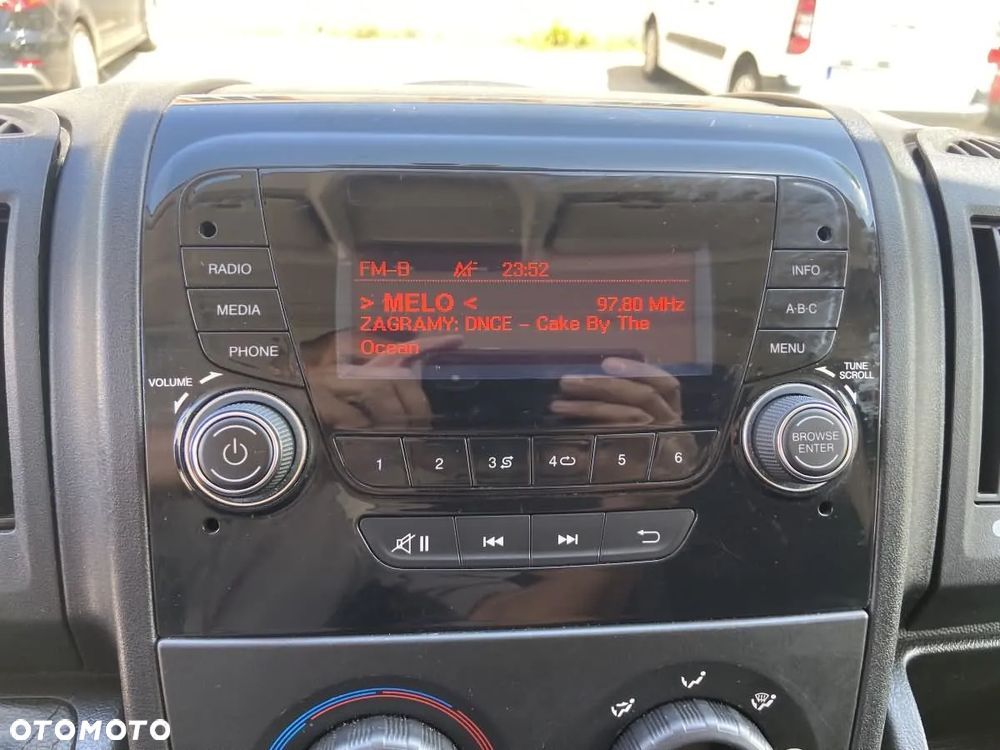 RADIO
MEDIA
PHONE
VOLUME
FM-B AF 23:52
> MELO < 97.80 MHz
ZAGRAMY: DNCE - Cake By The
Ocean
INFO
A·B·C
MENU
TUNE
SCROLL
BROWSE
ENTER
1 2 3 4 5 6
OTOMOTO